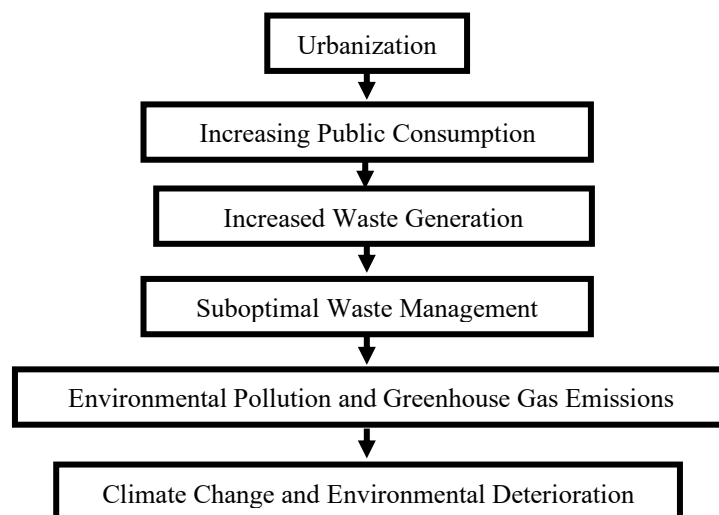 Urbanization
Increasing Public Consumption
Increased Waste Generation
Suboptimal Waste Management
Environmental Pollution and Greenhouse Gas Emissions
Climate Change and Environmental Deterioration